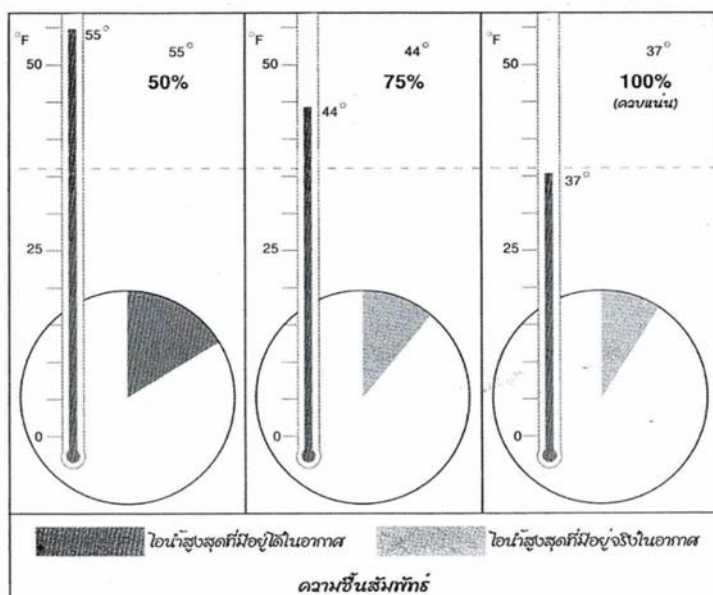 °F
55°
55°
50%
50
25
0
°F
44°
75%
50
44°
25
0
°F
37°
100%
(ควบแน่น)
50
37°
25
0
ไอน้ำสูงสุดที่มีอยู่ได้ในอากาศ
ไอน้ำสูงสุดที่มีอยู่จริงในอากาศ
ความชื้นสัมพัทธ์